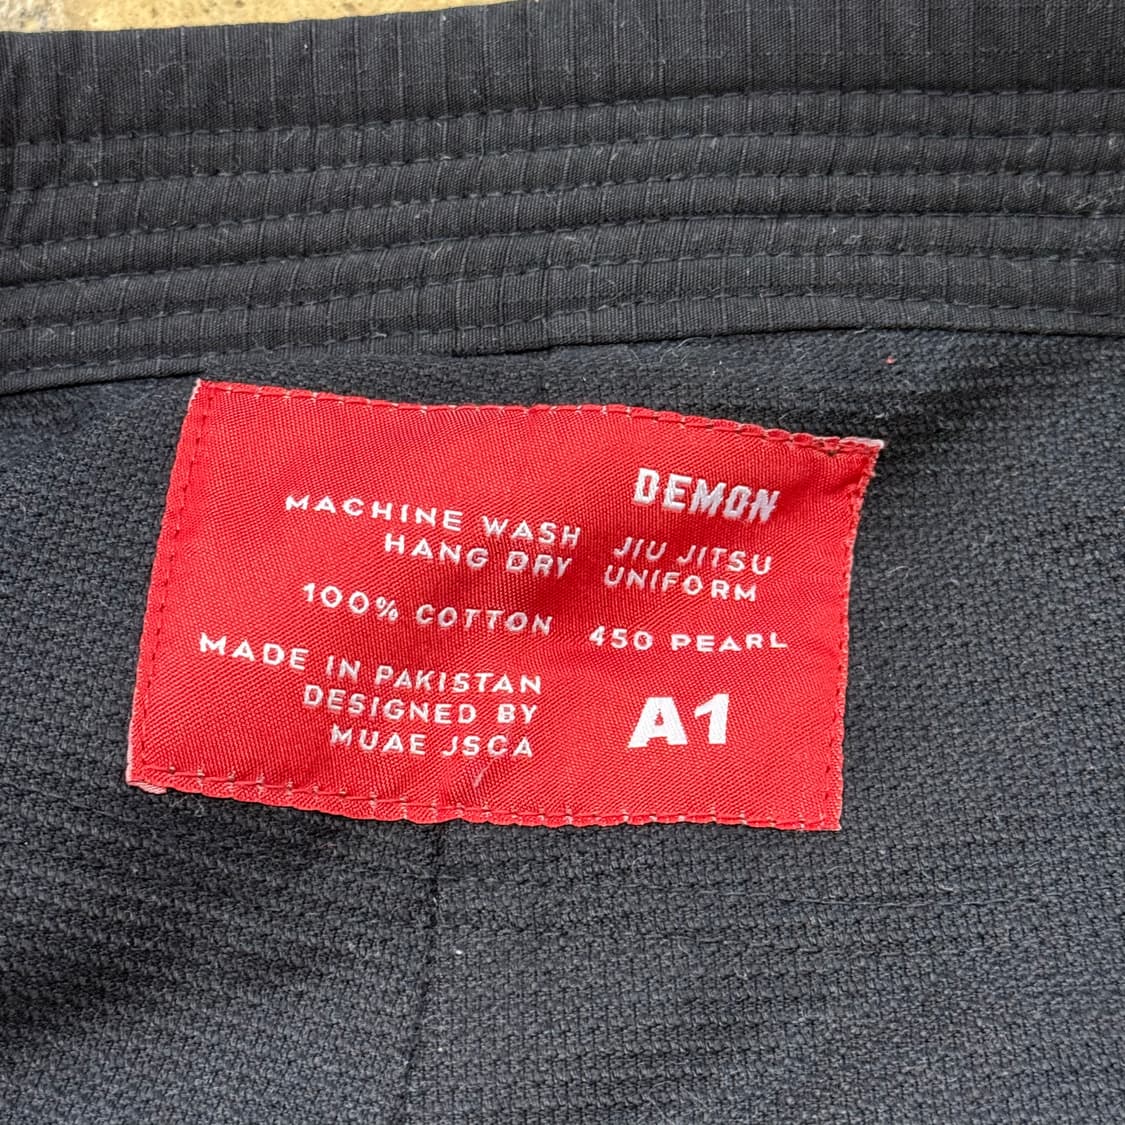 MACHINE WASH
HANG DRY
100% COTTON
MADE IN PAKISTAN
DESIGNED BY
MUAE JSCA
DEMON
JIU JITSU
UNIFORM
450 PEARL
A1